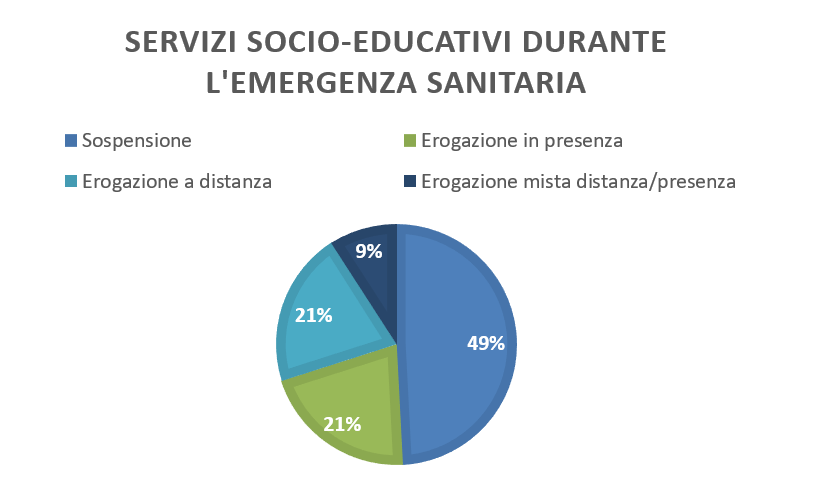 SERVIZI SOCIO-EDUCATIVI DURANTE
L'EMERGENZA SANITARIA
Sospensione
Erogazione in presenza
Erogazione a distanza
Erogazione mista distanza/presenza
9%
21%
49%
21%